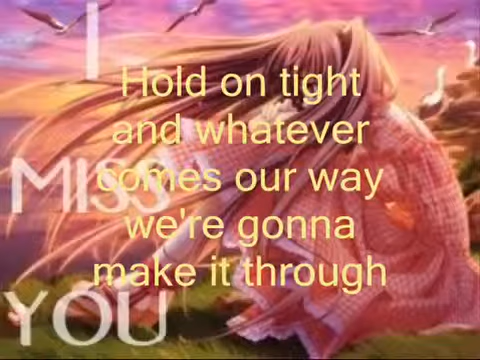 I
MISS
YOU
Hold on tight
and whatever
comes our way
we're gonna
make it through